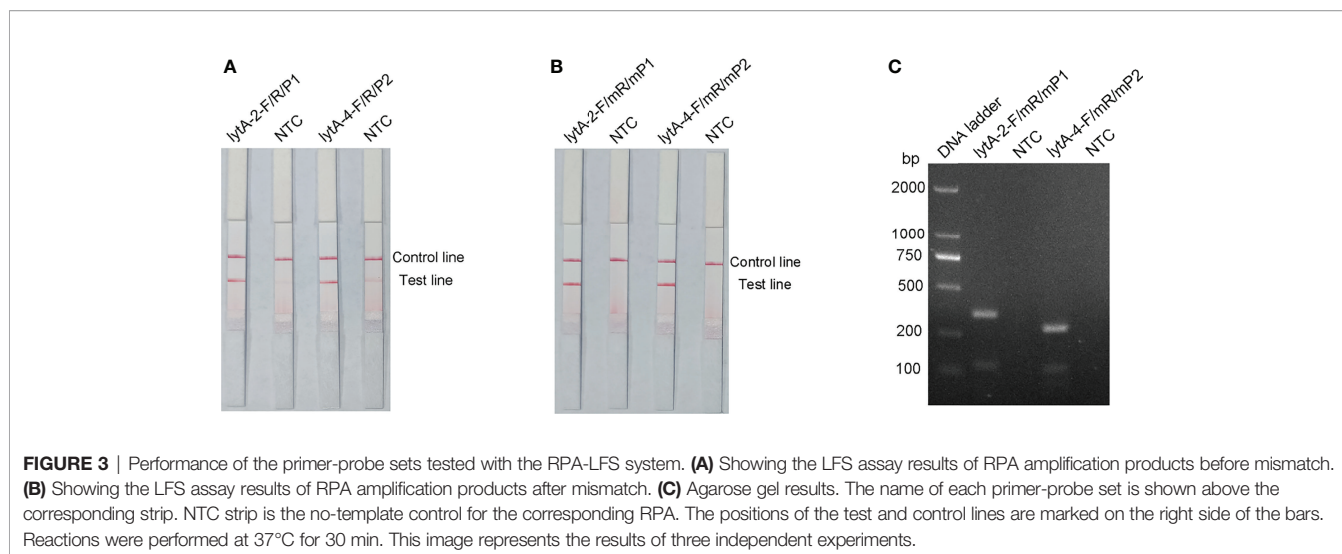 A
B
C
lytA-2-F/R/P1
NTC
lytA-4-F/R/P2
NTC
lytA-2-F/mR/mP1
NTC
lytA-4-F/mR/mP2
NTC
DNA ladder
lytA-2-F/mR/mP1
NTC
lytA-4-F/mR/mP2
NTC
Control line
Test line
Control line
Test line
bp
2000
1000
750
500
200
100
FIGURE 3 | Performance of the primer-probe sets tested with the RPA-LFS system. (A) Showing the LFS assay results of RPA amplification products before mismatch.
(B) Showing the LFS assay results of RPA amplification products after mismatch. (C) Agarose gel results. The name of each primer-probe set is shown above the
corresponding strip. NTC strip is the no-template control for the corresponding RPA. The positions of the test and control lines are marked on the right side of the bars.
Reactions were performed at 37°C for 30 min. This image represents the results of three independent experiments.